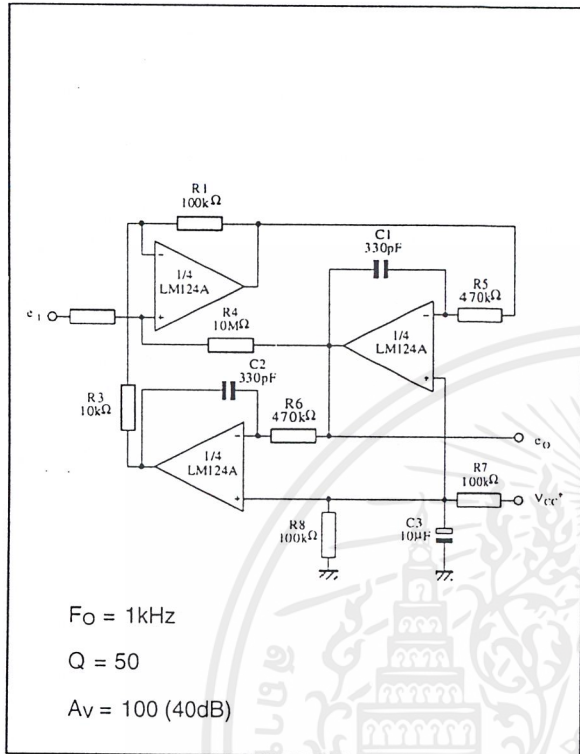 R1
100kΩ
C1
330pF
1/4
LM124A
R5
470kΩ
e I
R4
10MΩ
1/4
LM124A
C2
330pF
R3
10kΩ
R6
470kΩ
1/4
LM124A
eO
R7
100kΩ
VCC+
R8
100kΩ
C3
10µF
- + - + - +
FO = 1kHz
Q = 50
AV = 100 (40dB)